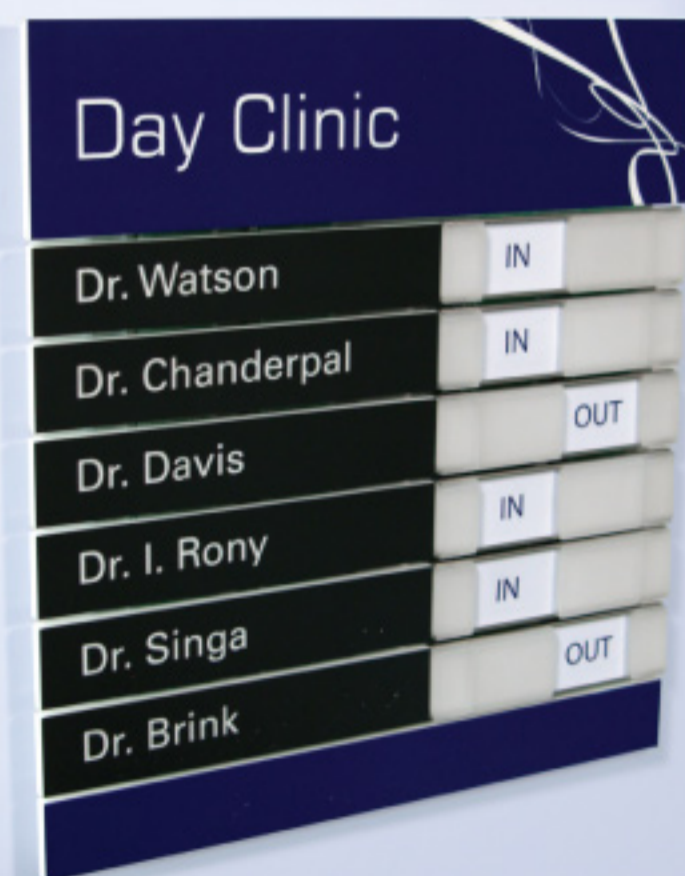 Day Clinic
Dr. Watson IN
Dr. Chanderpal IN
Dr. Davis OUT
Dr. I. Rony IN
Dr. Singa IN
Dr. Brink OUT